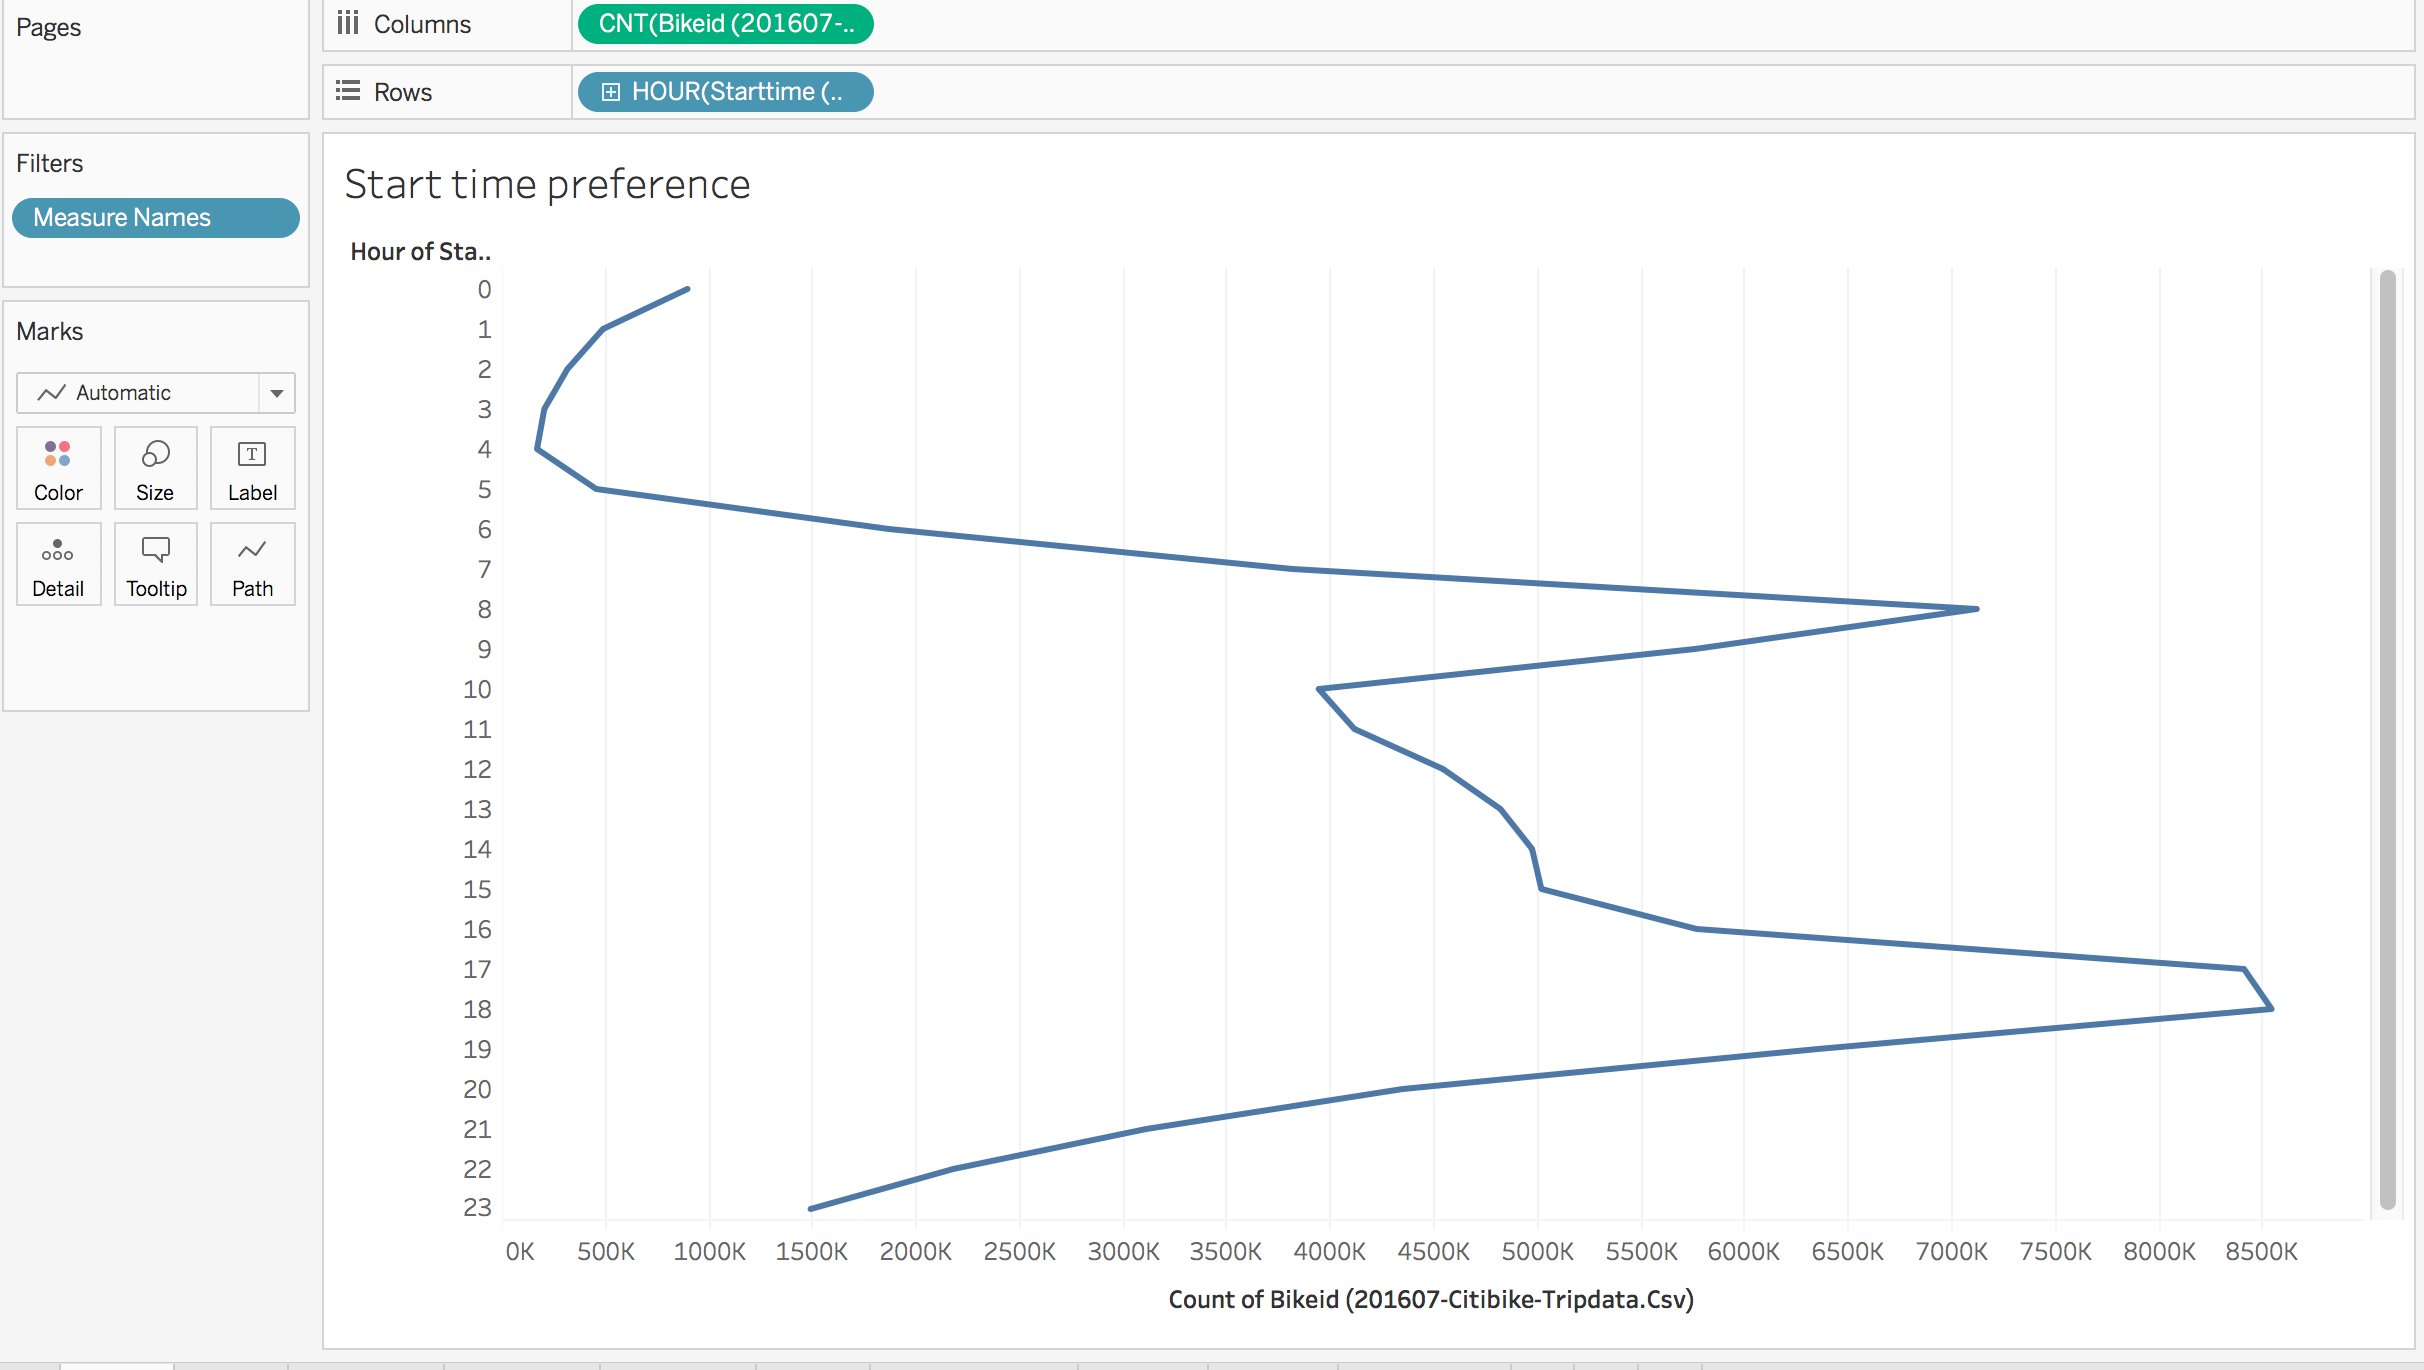 Pages
Columns
CNT(Bikeid (201607-..
Rows
HOUR(Starttime (..
Filters
Measure Names
Marks
Automatic
Color
Size
T
Label
Detail
Tooltip
Path
Start time preference
Hour of Sta..
0
1
2
3
4
5
6
7
8
9
10
11
12
13
14
15
16
17
18
19
20
21
22
23
0K 500K 1000K 1500K 2000K 2500K 3000K 3500K 4000K 4500K 5000K 5500K 6000K 6500K 7000K 7500K 8000K 8500K
Count of Bikeid (201607-Citibike-Tripdata.Csv)